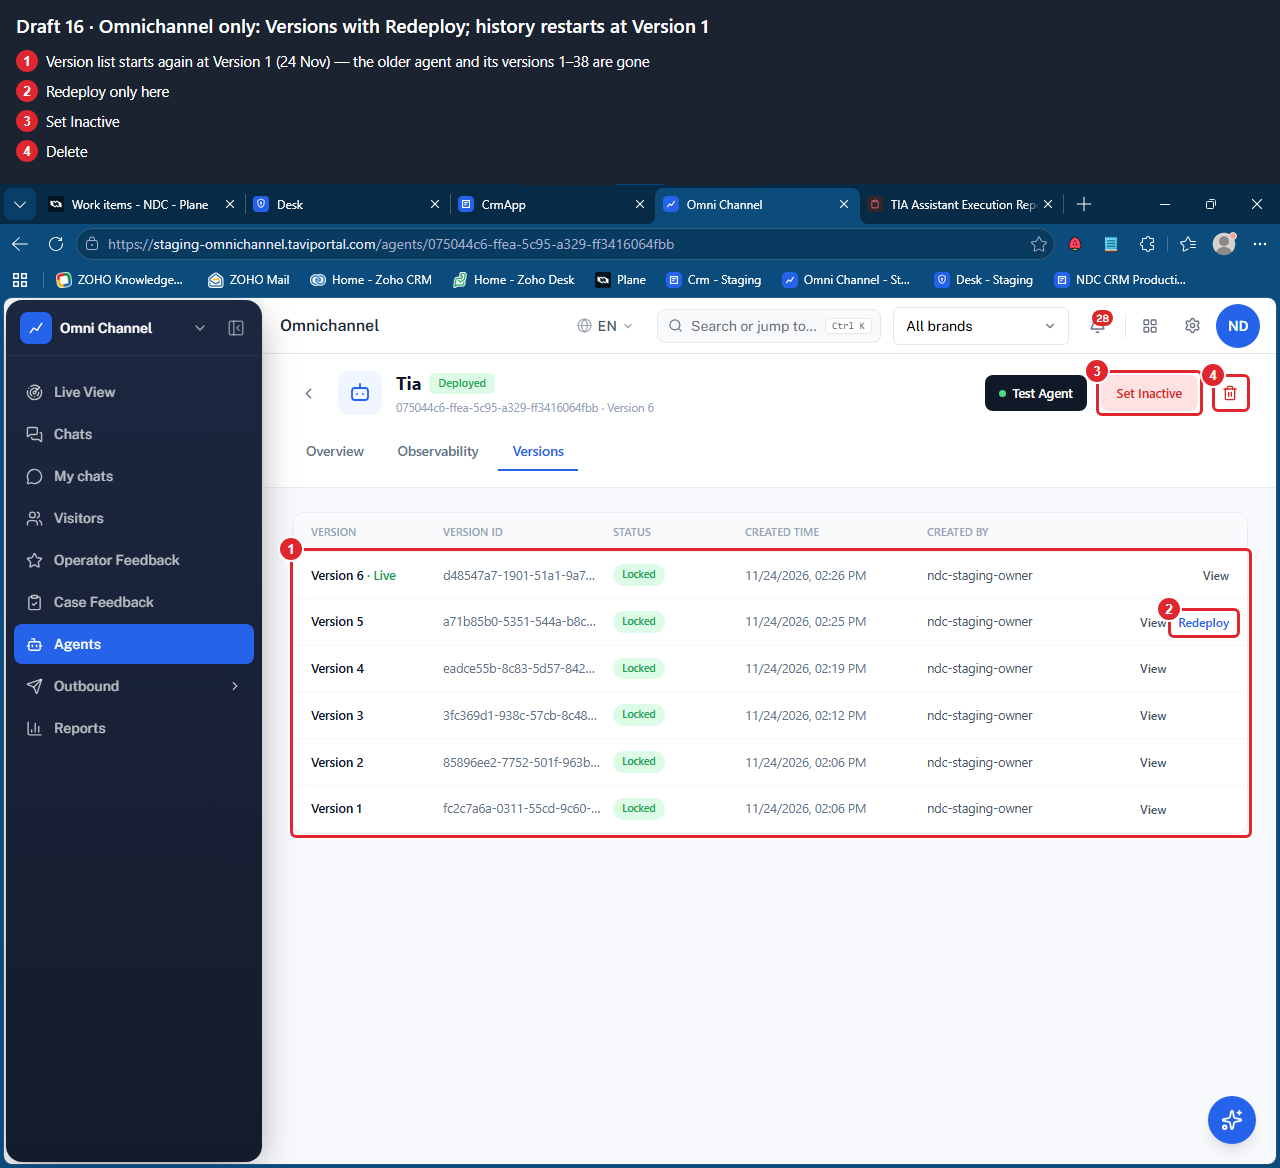 Draft 16 · Omnichannel only: Versions with Redeploy; history restarts at Version 1
1 Version list starts again at Version 1 (24 Nov) — the older agent and its versions 1–38 are gone
2 Redeploy only here
3 Set Inactive
4 Delete
Work items - NDC - Plane
Desk
CrmApp
Omni Channel
TIA Assistant Execution Rep
https://staging-omnichannel.taviportal.com/agents/075044c6-ffea-5c95-a329-ff3416064fbb
ZOHO Knowledge...
ZOHO Mail
Home - Zoho CRM
Home - Zoho Desk
Plane
Crm - Staging
Omni Channel - St...
Desk - Staging
NDC CRM Producti...
Omni Channel
Omnichannel
EN
Search or jump to...
Ctrl K
All brands
28
ND
Live View
Chats
My chats
Visitors
Operator Feedback
Case Feedback
Agents
Outbound
Reports
Tia
Deployed
075044c6-ffea-5c95-a329-ff3416064fbb · Version 6
Test Agent
3
Set Inactive
4
Overview
Observability
Versions
VERSION VERSION ID STATUS CREATED TIME CREATED BY
1
Version 6 · Live d48547a7-1901-51a1-9a7... Locked 11/24/2026, 02:26 PM ndc-staging-owner View
2
Version 5 a71b85b0-5351-544a-b8c... Locked 11/24/2026, 02:25 PM ndc-staging-owner View Redeploy
Version 4 eadce55b-8c83-5d57-842... Locked 11/24/2026, 02:19 PM ndc-staging-owner View
Version 3 3fc369d1-938c-57cb-8c48... Locked 11/24/2026, 02:12 PM ndc-staging-owner View
Version 2 85896ee2-7752-501f-963b... Locked 11/24/2026, 02:06 PM ndc-staging-owner View
Version 1 fc2c7a6a-0311-55cd-9c60-... Locked 11/24/2026, 02:06 PM ndc-staging-owner View